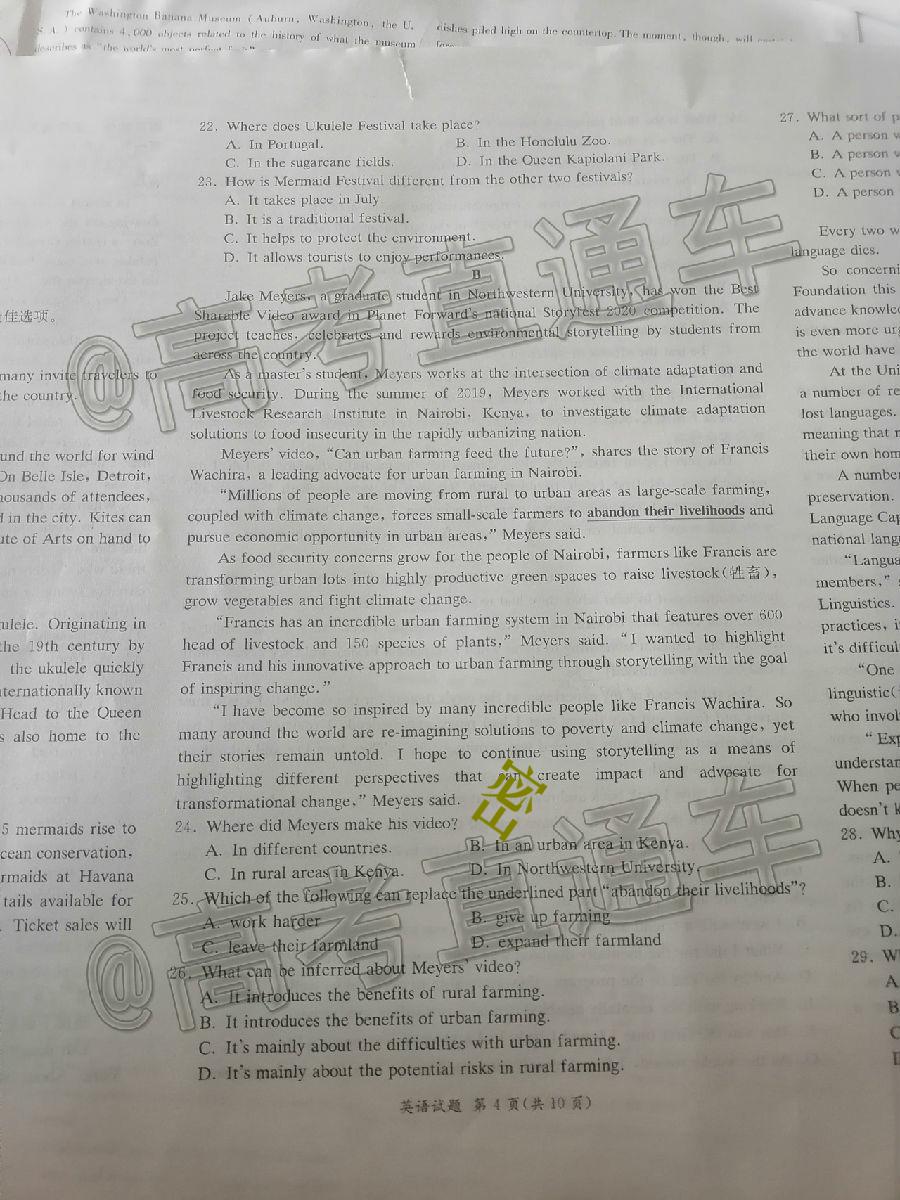 The Washington Banana Museum (Auburn, Washington, the U.
S. A.) contains 4,000 objects related to the history of what the museum
describes as "the world's most perfect
dishes piled high on the countertop. The moment, though, will
佳选项。
many invite travelers to
the country.
und the world for wind
On Belle Isle, Detroit,
housands of attendees,
d in the city. Kites can
ute of Arts on hand to
ulele. Originating in
the 19th century by
the ukulele quickly
nternationally known
Head to the Queen
s also home to the
5 mermaids rise to
cean conservation,
rmaids at Havana
tails available for
. Ticket sales will
22. Where does Ukulele Festival take place?
A. In Portugal. B. In the Honolulu Zoo.
C. In the sugarcane fields. D. In the Queen Kapiolani Park.
23. How is Mermaid Festival different from the other two festivals?
A. It takes place in July
B. It is a traditional festival.
C. It helps to protect the environment.
D. It allows tourists to enjoy performances.
B
Jake Meyers, a graduate student in Northwestern University, has won the Best
Sharable Video award in Planet Forward's national Storyfest 2020 competition. The
project teaches, celebrates and rewards environmental storytelling by students from
across the country.
As a master's student, Meyers works at the intersection of climate adaptation and
food security. During the summer of 2019, Meyers worked with the International
Livestock Research Institute in Nairobi, Kenya, to investigate climate adaptation
solutions to food insecurity in the rapidly urbanizing nation.
Meyers' video, "Can urban farming feed the future?", shares the story of Francis
Wachira, a leading advocate for urban farming in Nairobi.
"Millions of people are moving from rural to urban areas as large-scale farming,
coupled with climate change, forces small-scale farmers to abandon their livelihoods and
pursue economic opportunity in urban areas," Meyers said.
As food security concerns grow for the people of Nairobi, farmers like Francis are
transforming urban lots into highly productive green spaces to raise livestock(牲畜),
grow vegetables and fight climate change.
"Francis has an incredible urban farming system in Nairobi that features over 600
head of livestock and 150 species of plants," Meyers said. "I wanted to highlight
Francis and his innovative approach to urban farming through storytelling with the goal
of inspiring change."
"I have become so inspired by many incredible people like Francis Wachira. So
many around the world are re-imagining solutions to poverty and climate change, yet
their stories remain untold. I hope to continue using storytelling as a means of
highlighting different perspectives that can create impact and advocate for
transformational change," Meyers said.
24. Where did Meyers make his video?
A. In different countries. B. In an urban area in Kenya.
C. In rural areas in Kenya. D. In Northwestern University.
25. Which of the following can replace the underlined part "abandon their livelihoods"?
A. work harder B. give up farming
C. leave their farmland D. expand their farmland
26. What can be inferred about Meyers' video?
A. It introduces the benefits of rural farming.
B. It introduces the benefits of urban farming.
C. It's mainly about the difficulties with urban farming.
D. It's mainly about the potential risks in rural farming.
英语试题 第4页(共10页)
27. What sort of p
A. A person w
B. A person w
C. A person w
D. A person
Every two w
language dies.
So concerni
Foundation this
advance knowled
is even more urg
the world have
At the Uni
a number of re
lost languages.
meaning that m
their own hom
A number
preservation.
Language Cap
national lang
"Langua
members," s
Linguistics.
practices, i
it's difficul
"One
linguistic(
who invol
"Exp
understan
When pe
doesn't k
28. Why
A.
B.
C.
D.
29. W
A
B
C
D
@高考直通车
@高考直通车
密